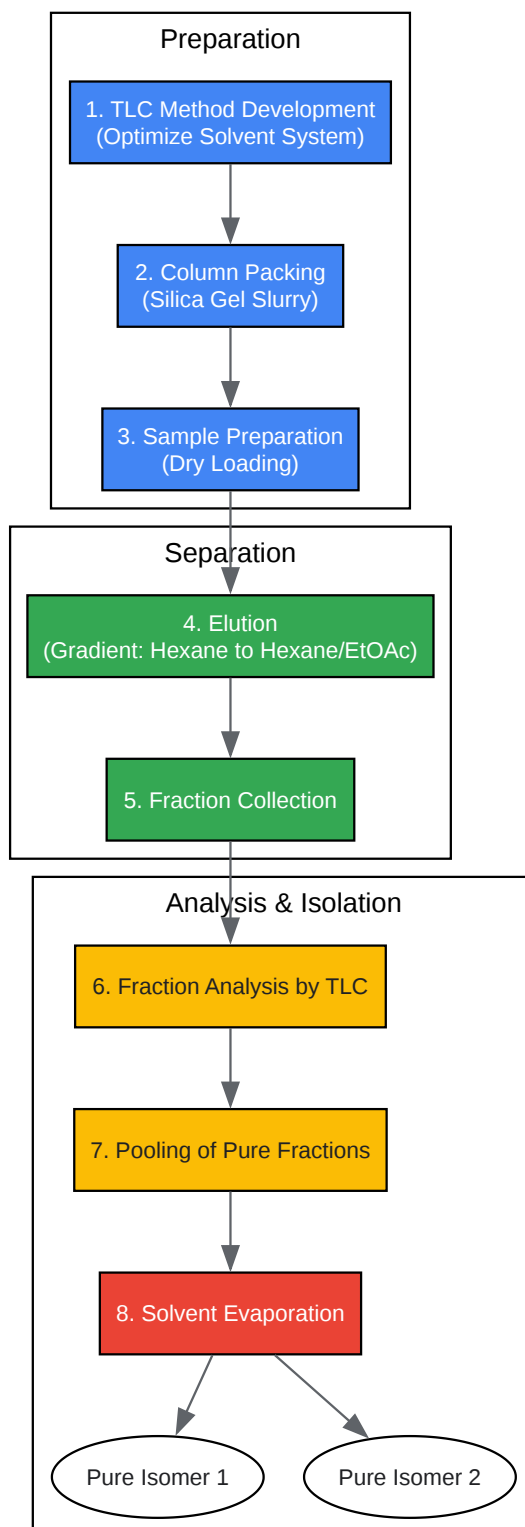 Preparation
1. TLC Method Development
(Optimize Solvent System)
2. Column Packing
(Silica Gel Slurry)
3. Sample Preparation
(Dry Loading)
Separation
4. Elution
(Gradient: Hexane to Hexane/EtOAc)
5. Fraction Collection
Analysis & Isolation
6. Fraction Analysis by TLC
7. Pooling of Pure Fractions
8. Solvent Evaporation
Pure Isomer 1
Pure Isomer 2